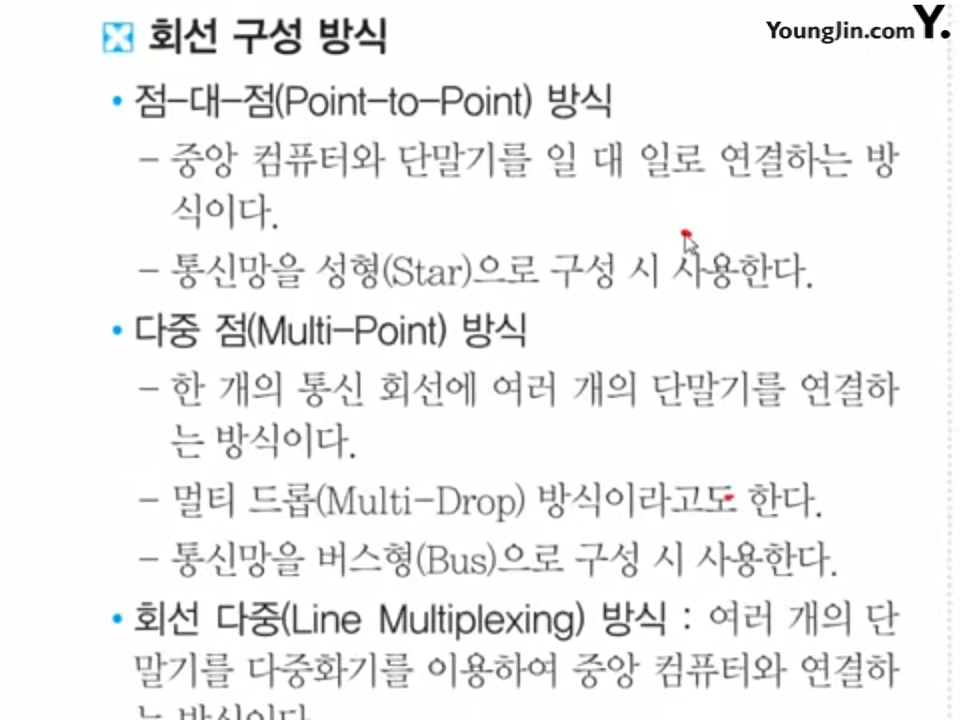 YoungJin.com Y.
회선 구성 방식
• 점-대-점(Point-to-Point) 방식
- 중앙 컴퓨터와 단말기를 일 대 일로 연결하는 방
식이다.
- 통신망을 성형(Star)으로 구성 시 사용한다.
• 다중 점(Multi-Point) 방식
- 한 개의 통신 회선에 여러 개의 단말기를 연결하
는 방식이다.
- 멀티 드롭(Multi-Drop) 방식이라고도 한다.
- 통신망을 버스형(Bus)으로 구성 시 사용한다.
• 회선 다중(Line Multiplexing) 방식 : 여러 개의 단
말기를 다중화기를 이용하여 중앙 컴퓨터와 연결하
는 방식이다